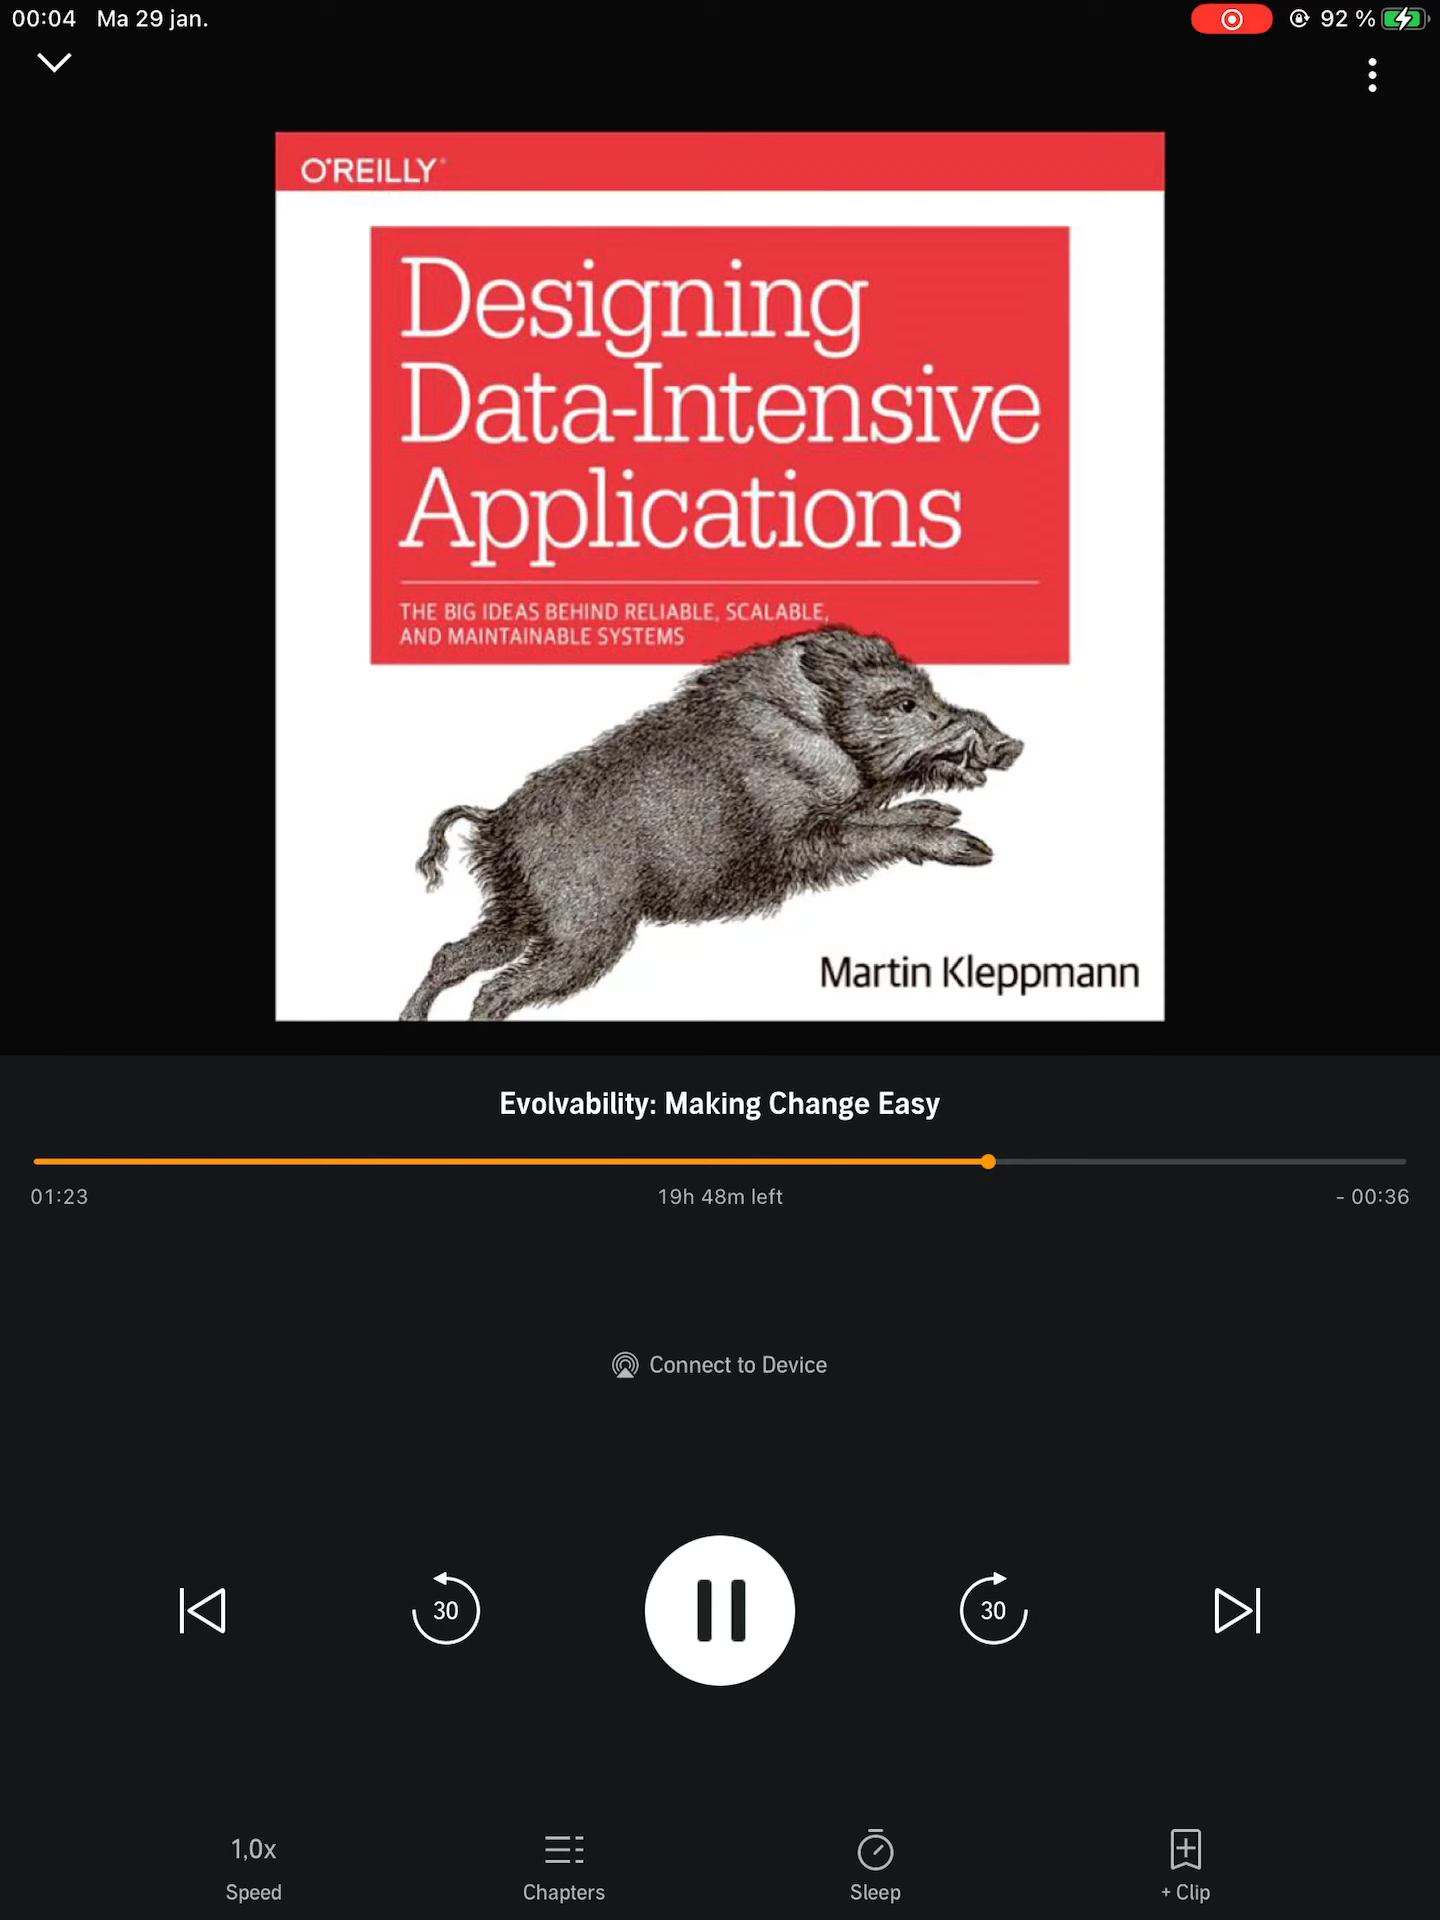 00:04 Ma 29 jan.
92 %
O'REILLY®
Designing
Data-Intensive
Applications
THE BIG IDEAS BEHIND RELIABLE, SCALABLE,
AND MAINTAINABLE SYSTEMS
Martin Kleppmann
Evolvability: Making Change Easy
01:23 19h 48m left - 00:36
Connect to Device
30 30
1,0x
Speed Chapters Sleep + Clip